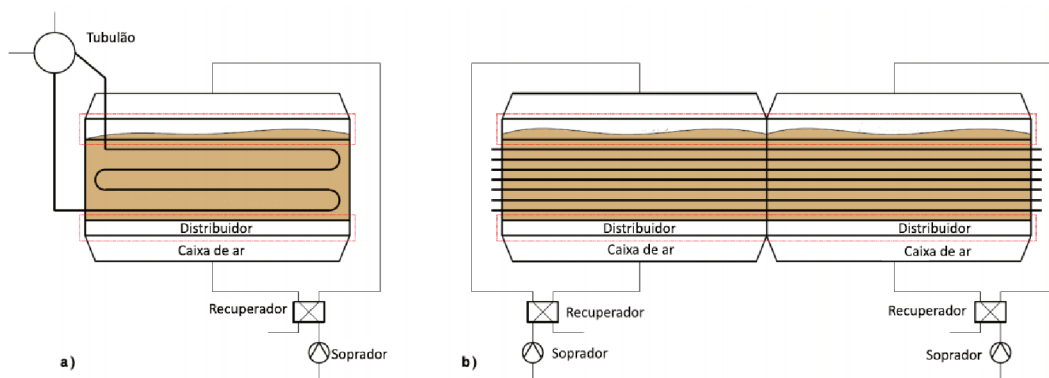 Tubulão
Distribuidor
Caixa de ar
Recuperador
Soprador
a)
Distribuidor
Distribuidor
Caixa de ar
Caixa de ar
Recuperador
Recuperador
Soprador
Soprador
b)